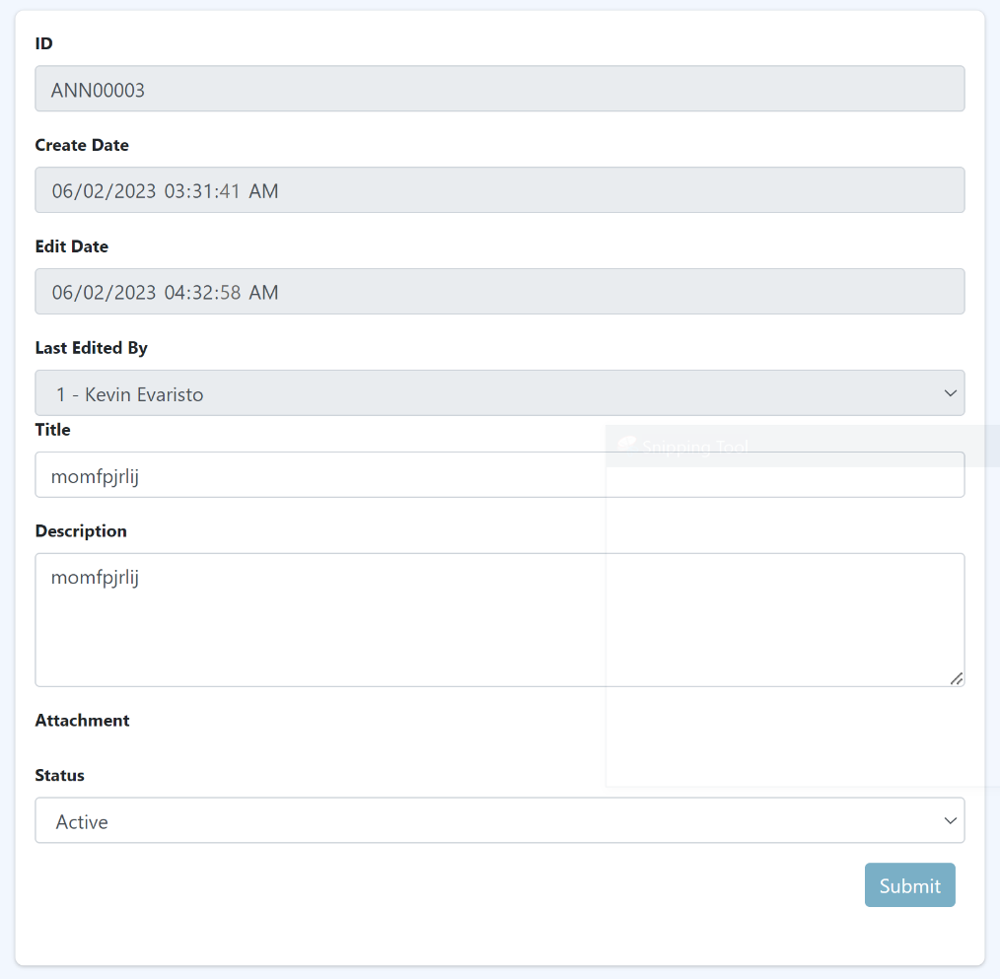 ID
ANN00003
Create Date
06/02/2023 03:31:41 AM
Edit Date
06/02/2023 04:32:58 AM
Last Edited By
1 - Kevin Evaristo
Title
Snipping Tool
momfpjrlij
Description
momfpjrlij
Attachment
Status
Active
Submit